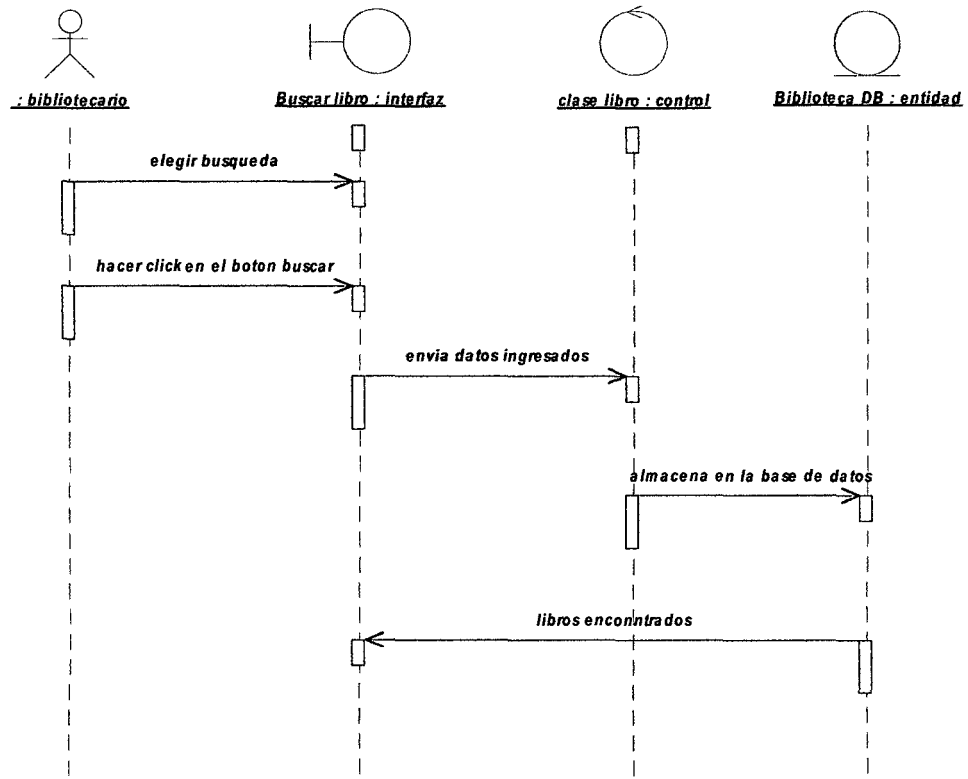 : bibliotecario
Buscar libro : interfaz
clase libro : control
Biblioteca DB : entidad
elegir busqueda
hacer click en el boton buscar
envia datos ingresados
almacena en la base de datos
libros enconntrados